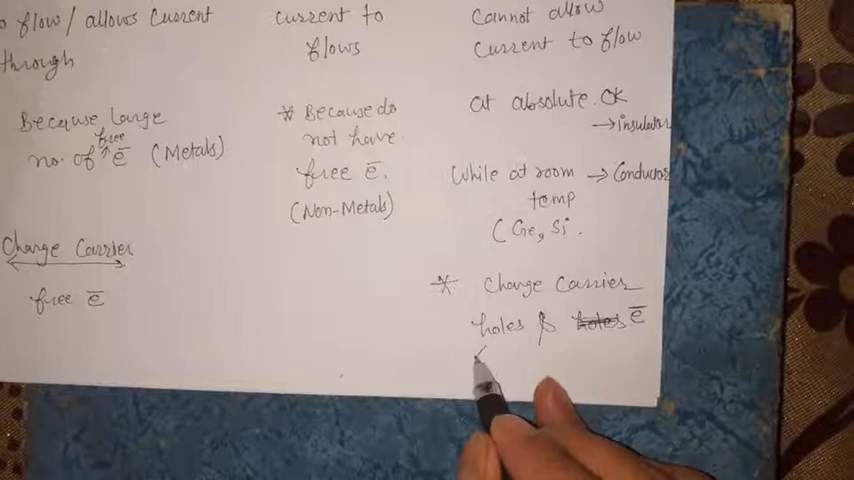 o flow / allows Current
through
Because large
free
no. of ↑ e̅ (Metals)
Charge Carrier
free e̅
current to
flows
* Because do
not have
free e̅.
(Non-Metals)
Cannot allow
Current to flow
at absolute OK
→ insulator
While at room → Conductor
temp
( Ge, Si.
* Charge Carrier
holes & holes e̅